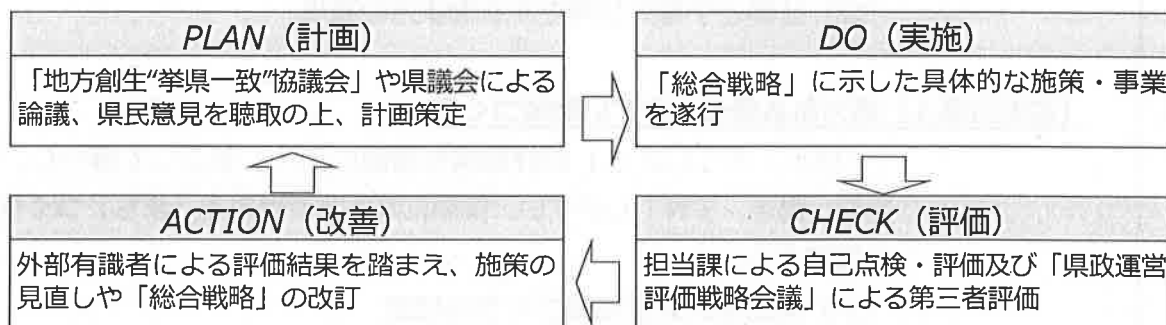 PLAN（計画）
「地方創生“挙県一致”協議会」や県議会による
論議、県民意見を聴取の上、計画策定
DO（実施）
「総合戦略」に示した具体的な施策・事業
を遂行
ACTION（改善）
外部有識者による評価結果を踏まえ、施策の
見直しや「総合戦略」の改訂
CHECK（評価）
担当課による自己点検・評価及び「県政運営
評価戦略会議」による第三者評価